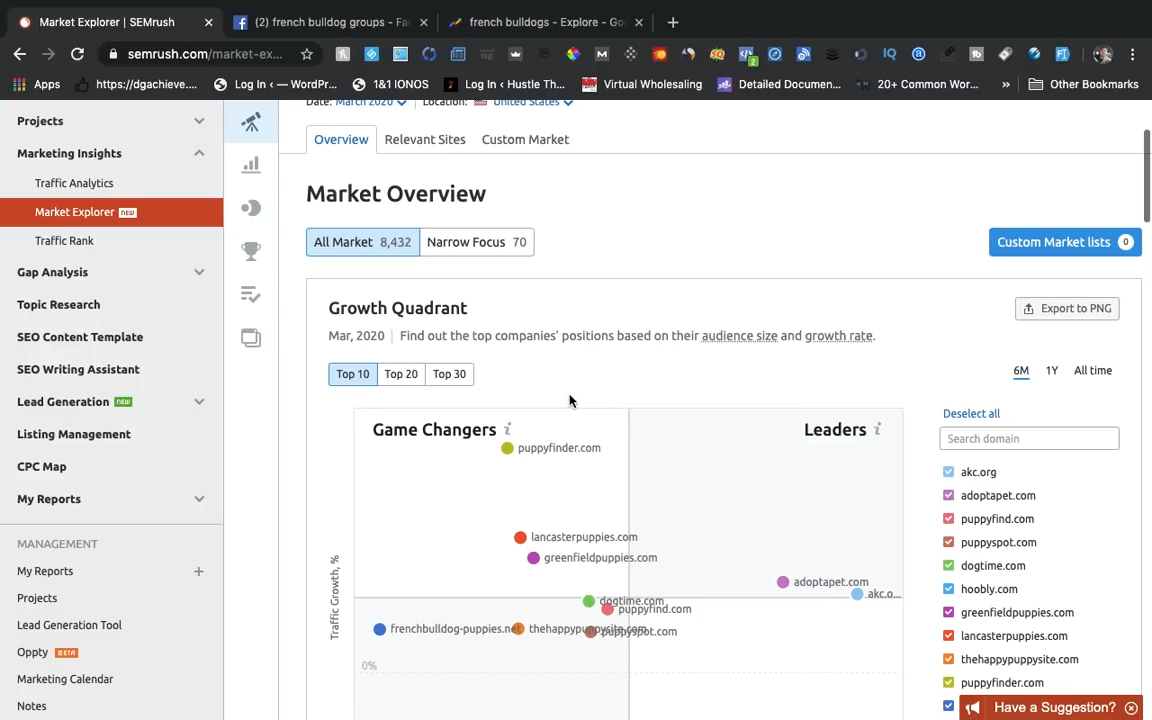 Market Explorer | SEMrush
(2) french bulldog groups - Fac
french bulldogs - Explore - Goo
semrush.com/market-ex...
Apps
https://dgachieve....
Log In ‹ — WordPr...
1&1 IONOS
Log In ‹ Hustle Th...
Virtual Wholesaling
Detailed Documen...
20+ Common Wor...
»
Other Bookmarks
Projects
Marketing Insights
Traffic Analytics
Market Explorer NEW
Traffic Rank
Gap Analysis
Topic Research
SEO Content Template
SEO Writing Assistant
Lead Generation NEW
Listing Management
CPC Map
My Reports
MANAGEMENT
My Reports
Projects
Lead Generation Tool
Oppty BETA
Marketing Calendar
Notes
Date: March 2020 Location: United States
Overview Relevant Sites Custom Market
Market Overview
All Market 8,432 Narrow Focus 70
Custom Market lists 0
Growth Quadrant
Export to PNG
Mar, 2020 Find out the top companies' positions based on their audience size and growth rate.
Top 10 Top 20 Top 30
6M 1Y All time
Game Changers
Leaders
puppyfinder.com
lancasterpuppies.com
greenfieldpuppies.com
adoptapet.com
akc.o...
dogtime.com
puppyfind.com
frenchbulldog-puppies.net
thehappypuppysite.com
puppyspot.com
Traffic Growth, %
0%
Deselect all
Search domain
akc.org
adoptapet.com
puppyfind.com
puppyspot.com
dogtime.com
hoobly.com
greenfieldpuppies.com
lancasterpuppies.com
thehappypuppysite.com
puppyfinder.com
Have a Suggestion?